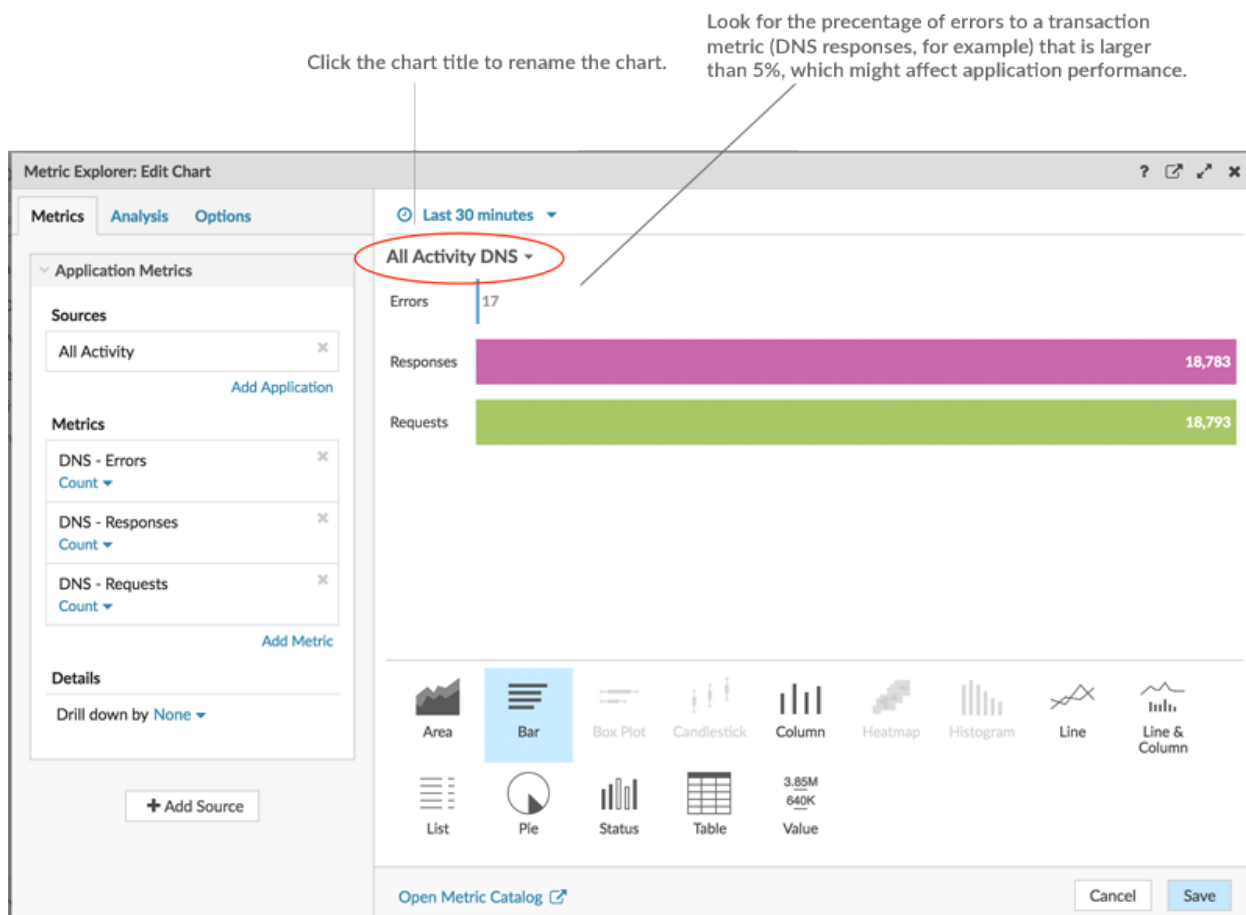 Look for the precentage of errors to a transaction
metric (DNS responses, for example) that is larger
than 5%, which might affect application performance.
Click the chart title to rename the chart.
Metric Explorer: Edit Chart
?
Metrics Analysis Options
Last 30 minutes
Application Metrics
Sources
All Activity
Add Application
Metrics
DNS - Errors
Count
DNS - Responses
Count
DNS - Requests
Count
Add Metric
Details
Drill down by None
+ Add Source
All Activity DNS
Errors 17
Responses 18,783
Requests 18,793
Area Bar Box Plot Candlestick Column Heatmap Histogram Line Line &
Column
3.85M
640K
List Pie Status Table Value
Open Metric Catalog
Cancel Save